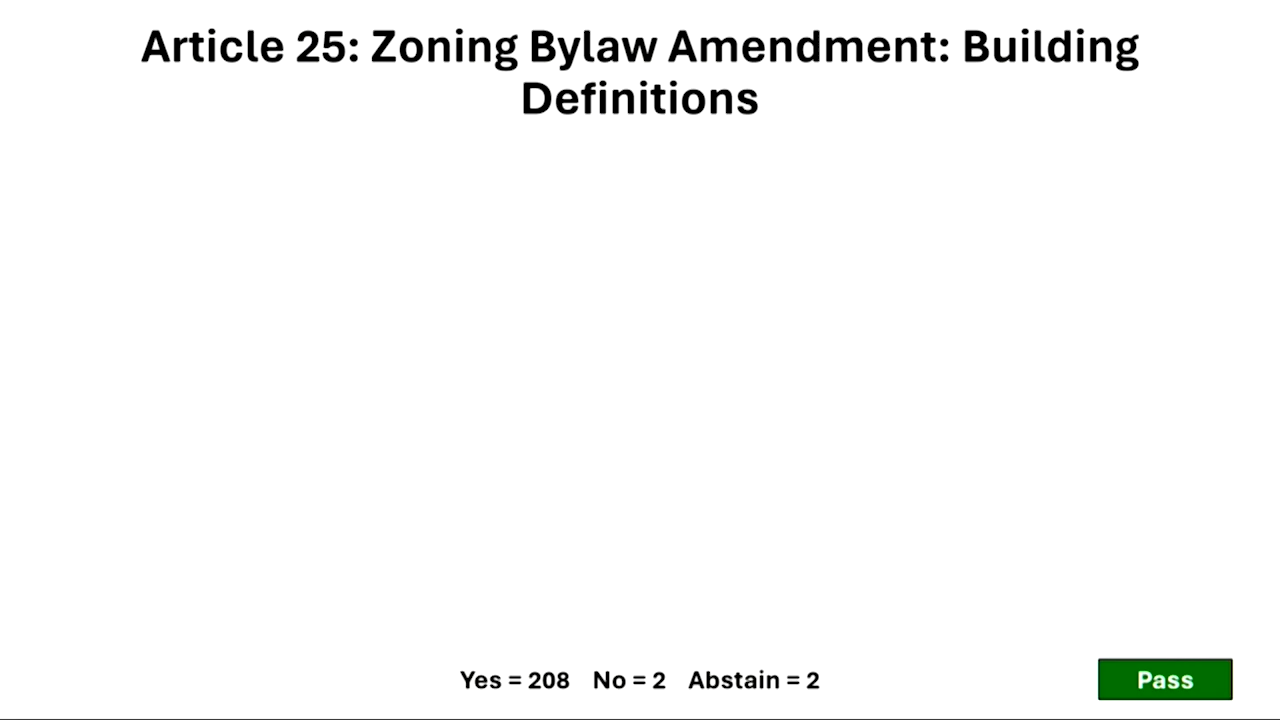 Article 25: Zoning Bylaw Amendment: Building
Definitions
Yes = 208 No = 2 Abstain = 2
Pass